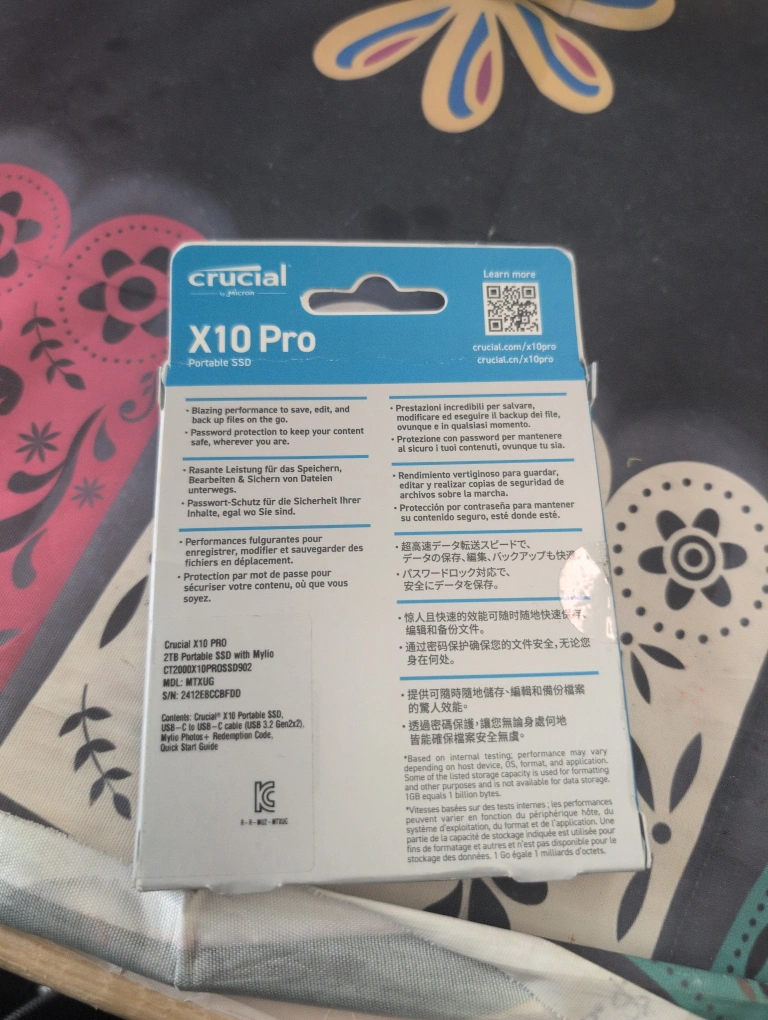 crucial
by Micron
X10 Pro
Portable SSD
Learn more
crucial.com/x10pro
crucial.cn/x10pro
• Blazing performance to save, edit, and
back up files on the go.
• Password protection to keep your content
safe, wherever you are.
• Rasante Leistung für das Speichern,
Bearbeiten & Sichern von Dateien
unterwegs.
• Passwort-Schutz für die Sicherheit Ihrer
Inhalte, egal wo Sie sind.
• Performances fulgurantes pour
enregistrer, modifier et sauvegarder des
fichiers en déplacement.
• Protection par mot de passe pour
sécuriser votre contenu, où que vous
soyez.
Crucial X10 PRO
2TB Portable SSD with Mylio
CT2000X10PROSSD902
MDL: MTXUG
S/N: 2412E8CCBFDD
Contents: Crucial® X10 Portable SSD,
USB-C to USB-C cable (USB 3.2 Gen2x2),
Mylio Photos+ Redemption Code,
Quick Start Guide
R-R-MU2-MTXUG
• Prestazioni incredibili per salvare,
modificare ed eseguire il backup dei file,
ovunque e in qualsiasi momento.
• Protezione con password per mantenere
al sicuro i tuoi contenuti, ovunque tu sia.
• Rendimiento vertiginoso para guardar,
editar y realizar copias de seguridad de
archivos sobre la marcha.
• Protección por contraseña para mantener
su contenido seguro, esté donde esté.
• 超高速データ転送スピードで、
データの保存、編集、バックアップも快適
• パスワードロック対応で、
安全にデータを保存。
• 惊人且快速的效能可随时随地快速保存、
编辑和备份文件。
• 通过密码保护确保您的文件安全,无论您
身在何处。
• 提供可隨時隨地儲存、編輯和備份檔案
的驚人效能。
• 透過密碼保護,讓您無論身處何地
皆能確保檔案安全無虞。
*Based on internal testing; performance may vary
depending on host device, OS, format, and application.
Some of the listed storage capacity is used for formatting
and other purposes and is not available for data storage.
1GB equals 1 billion bytes.
*Vitesses basées sur des tests internes ; les performances
peuvent varier en fonction du périphérique hôte, du
système d'exploitation, du format et de l'application. Une
partie de la capacité de stockage indiquée est utilisée pour
fins de formatage et autres et n'est pas disponible pour le
stockage des données. 1 Go égale 1 milliards d'octets.